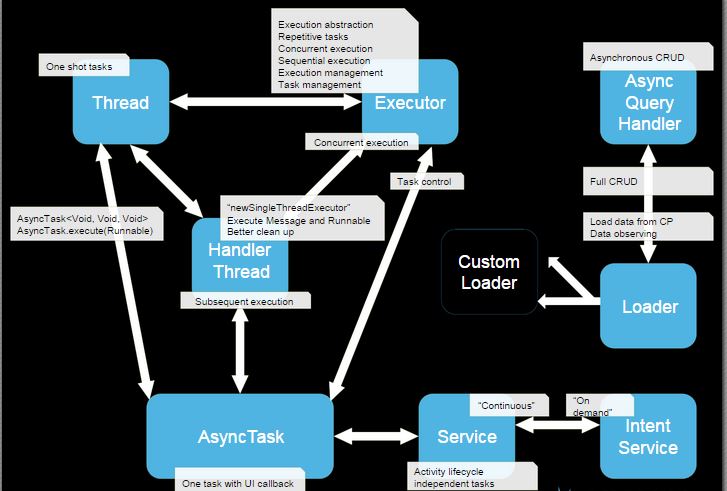 Execution abstraction
Repetitive tasks
Concurrent execution
Sequential execution
Execution management
Task management
One shot tasks
Thread
Executor
Asynchronous CRUD
Async
Query
Handler
Concurrent execution
Task control
Full CRUD
AsyncTask<Void, Void, Void>
AsyncTask.execute(Runnable)
"newSingleThreadExecutor"
Execute Message and Runnable
Better clean up
Load data from CP
Data observing
Handler
Thread
Custom
Loader
Subsequent execution
Loader
"Continuous"
"On
demand"
AsyncTask
Service
Intent
Service
One task with UI callback
Activity lifecycle
independent tasks